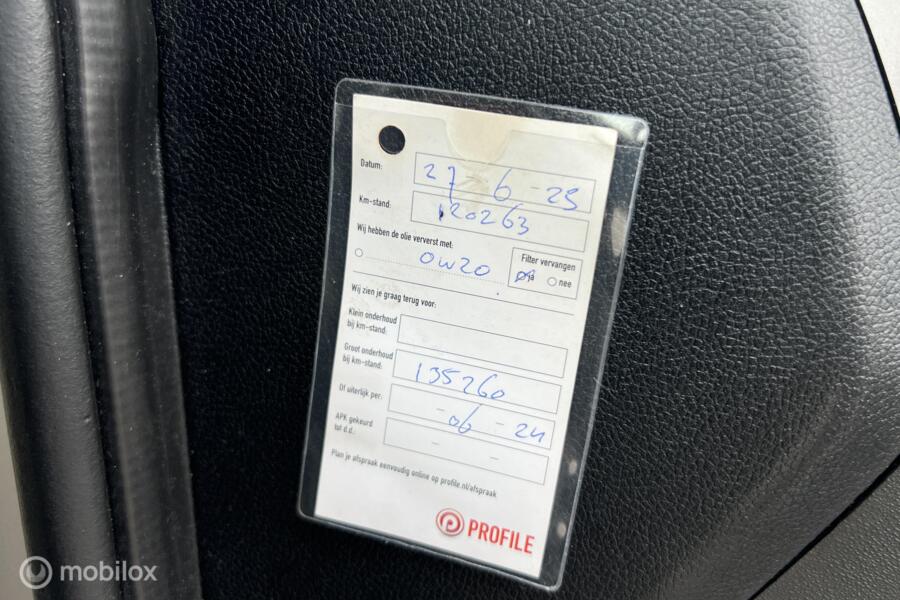 Datum: 27-6-23
Km-stand: 120263
Wij hebben de olie ververst met:
0W20
Filter vervangen
ja nee
Wij zien je graag terug voor:
Klein onderhoud
bij km-stand:
Groot onderhoud
bij km-stand: 135260
Of uiterlijk per: - 06 - 24
APK gekeurd
tot d.d.: - -
Plan je afspraak eenvoudig online op profile.nl/afspraak
PROFILE
mobilox